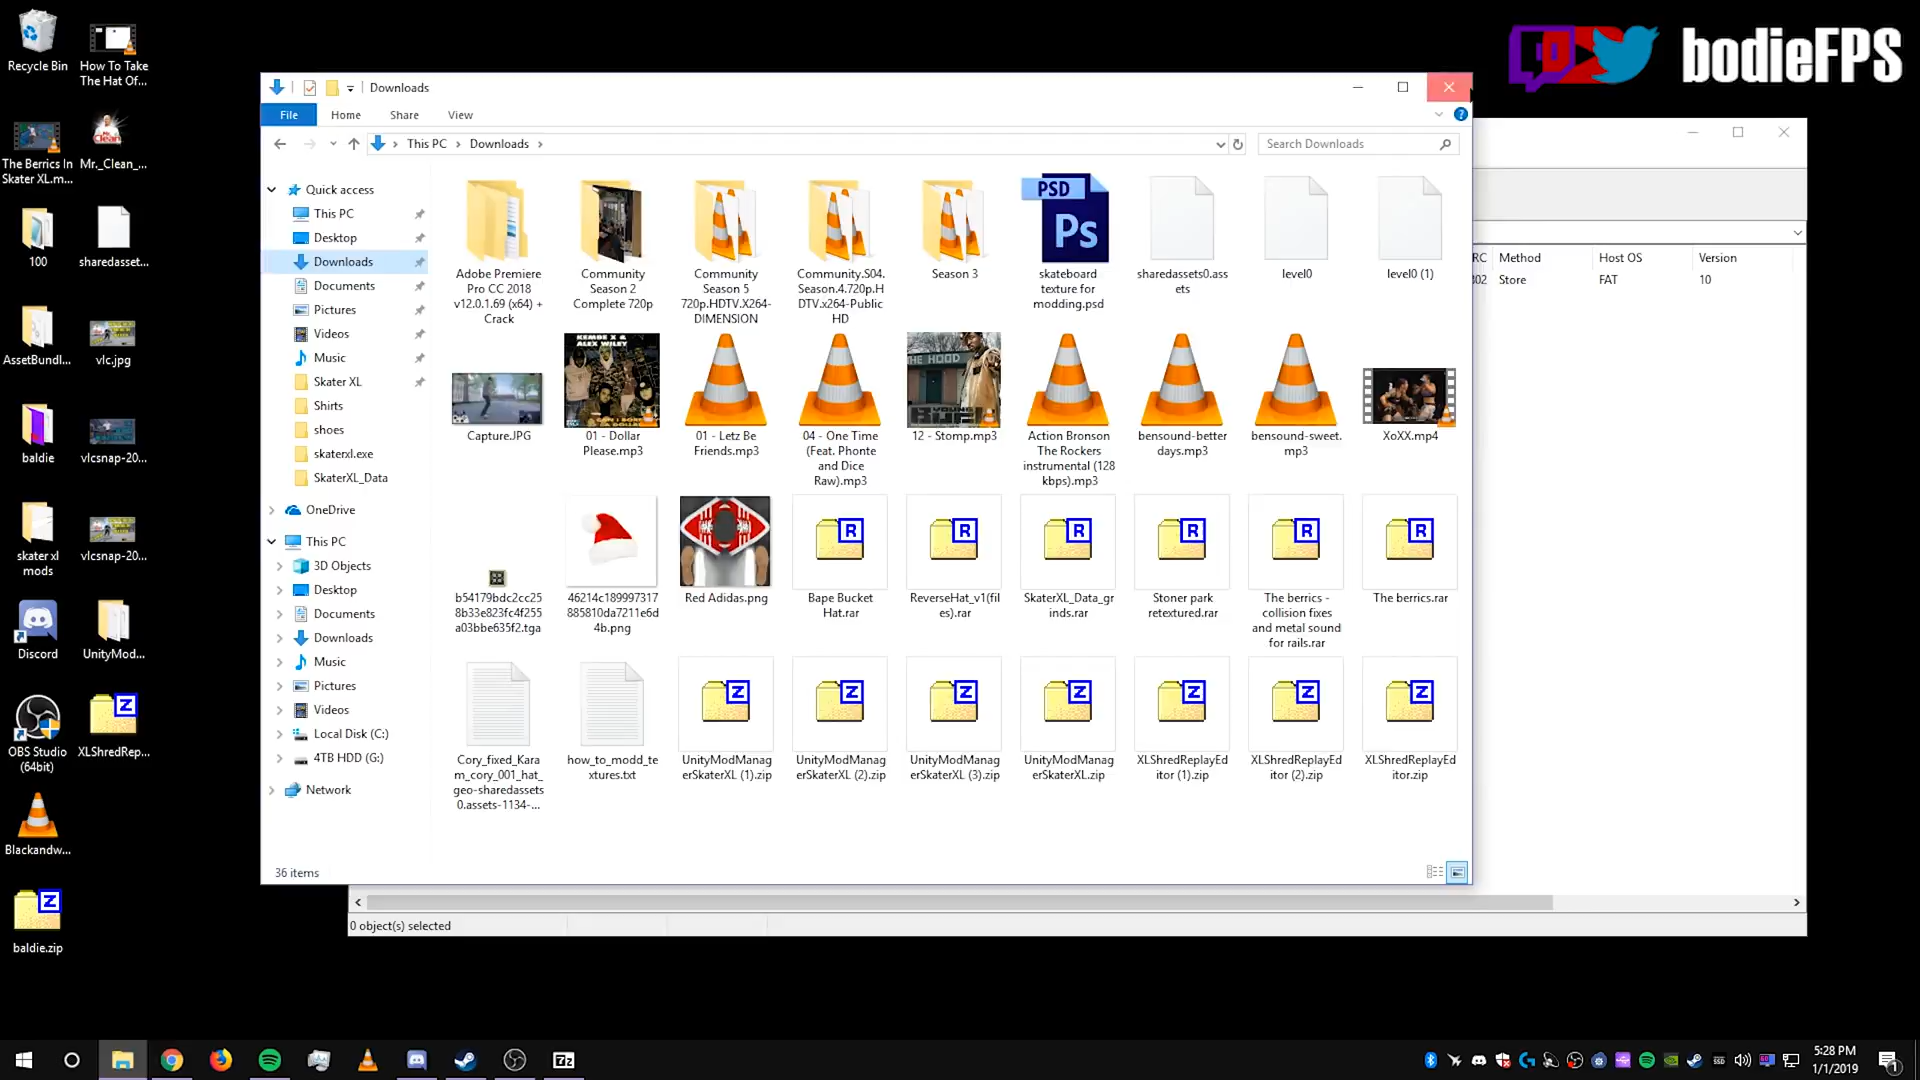 Recycle Bin
How To Take
The Hat Of...
The Berrics In
Skater XL.m...
Mr._Clean_...
100
sharedasset...
AssetBundl...
vlc.jpg
baldie
vlcsnap-20...
skater xl
mods
vlcsnap-20...
Discord
UnityMod...
OBS Studio
(64bit)
XLShredRep...
Blackandw...
baldie.zip
bodieFPS
Downloads
File
Home
Share
View
This PC
Downloads
Search Downloads
Quick access
This PC
Desktop
Downloads
Documents
Pictures
Videos
Music
Skater XL
Shirts
shoes
skaterxl.exe
SkaterXL_Data
OneDrive
This PC
3D Objects
Desktop
Documents
Downloads
Music
Pictures
Videos
Local Disk (C:)
4TB HDD (G:)
Network
Adobe Premiere
Pro CC 2018
v12.0.1.69 (x64) +
Crack
Community
Season 2
Complete 720p
Community
Season 5
720p.HDTV.X264-
DIMENSION
Community.S04.
Season.4.720p.H
DTV.x264-Public
HD
Season 3
PSD
Ps
skateboard
texture for
modding.psd
sharedassets0.ass
ets
level0
level0 (1)
Capture.JPG
KEMBE X &
ALEX WILEY
01 - Dollar
Please.mp3
01 - Letz Be
Friends.mp3
04 - One Time
(Feat. Phonte
and Dice
Raw).mp3
THE HOOD
12 - Stomp.mp3
Action Bronson
The Rockers
instrumental (128
kbps).mp3
bensound-better
days.mp3
bensound-sweet.
mp3
XoXX.mp4
b54179bdc2cc25
8b33e823fc4f255
a03bbe635f2.tga
46214c189997317
885810da7211e6d
4b.png
Red Adidas.png
R
Bape Bucket
Hat.rar
R
ReverseHat_v1(fil
es).rar
R
SkaterXL_Data_gr
inds.rar
R
Stoner park
retextured.rar
R
The berrics -
collision fixes
and metal sound
for rails.rar
R
The berrics.rar
Cory_fixed_Kara
m_cory_001_hat_
geo-sharedassets
0.assets-1134-...
how_to_modd_te
xtures.txt
Z
UnityModManag
erSkaterXL (1).zip
Z
UnityModManag
erSkaterXL (2).zip
Z
UnityModManag
erSkaterXL (3).zip
Z
UnityModManag
erSkaterXL.zip
Z
XLShredReplayEd
itor (1).zip
Z
XLShredReplayEd
itor (2).zip
Z
XLShredReplayEd
itor.zip
36 items
RC
Method
Host OS
Version
302
Store
FAT
10
0 object(s) selected
7z
5:28 PM
1/1/2019
1